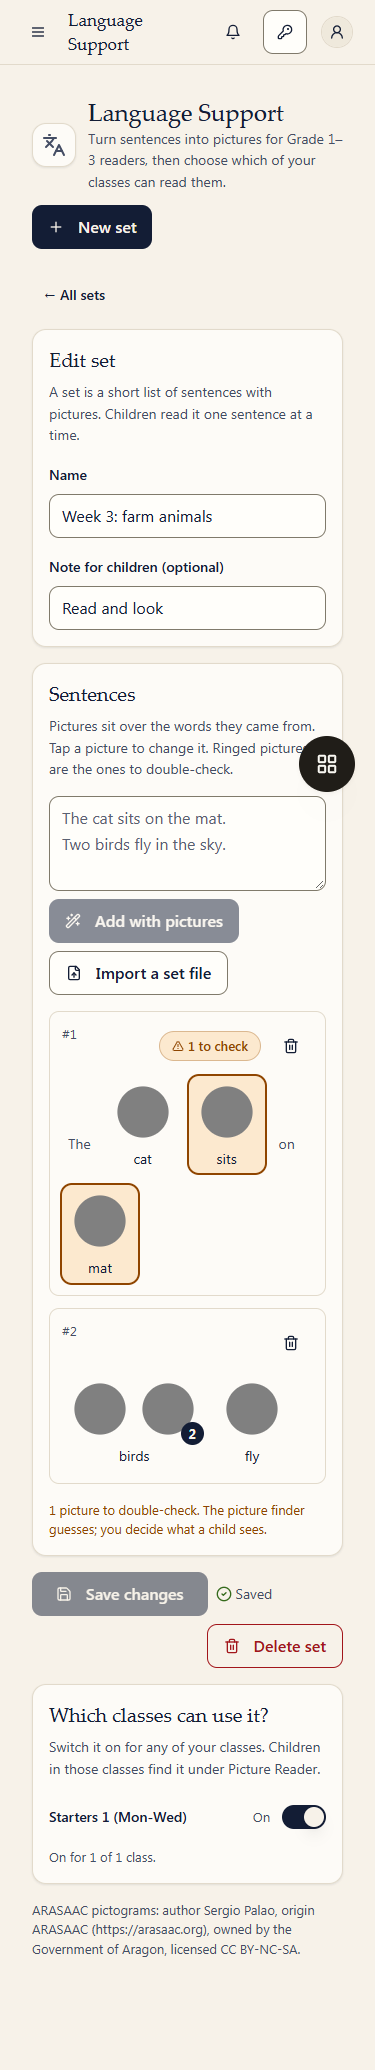 Language
Support
Language Support
Turn sentences into pictures for Grade 1–
3 readers, then choose which of your
classes can read them.
New set
← All sets
Edit set
A set is a short list of sentences with
pictures. Children read it one sentence at a
time.
Name
Week 3: farm animals
Note for children (optional)
Read and look
Sentences
Pictures sit over the words they came from.
Tap a picture to change it. Ringed pictures
are the ones to double-check.
The cat sits on the mat.
Two birds fly in the sky.
Add with pictures
Import a set file
#1
1 to check
The cat sits on
mat
#2
2
birds fly
1 picture to double-check. The picture finder
guesses; you decide what a child sees.
Save changes Saved
Delete set
Which classes can use it?
Switch it on for any of your classes. Children
in those classes find it under Picture Reader.
Starters 1 (Mon-Wed) On
On for 1 of 1 class.
ARASAAC pictograms: author Sergio Palao, origin
ARASAAC (https://arasaac.org), owned by the
Government of Aragon, licensed CC BY-NC-SA.